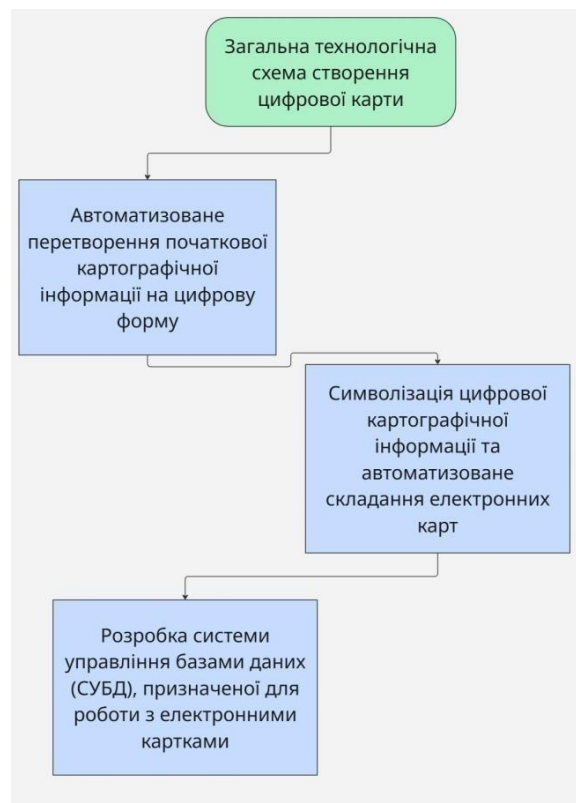 Загальна технологічна
схема створення
цифрової карти
Автоматизоване
перетворення початкової
картографічної
інформації на цифрову
форму
Символізація цифрової
картографічної
інформації та
автоматизоване
складання електронних
карт
Розробка системи
управління базами даних
(СУБД), призначеної для
роботи з електронними
картками